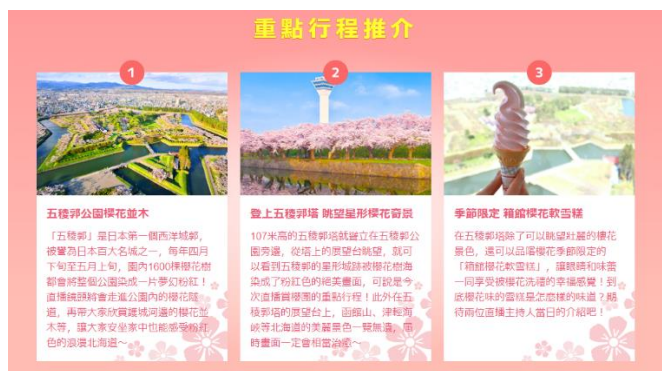 重點行程推介
1
2
3
五稜郭公園櫻花並木
「五稜郭」是日本第一個西洋城郭，
被譽為日本百大名城之一，每年四月
下旬至五月上旬，園內1600棵櫻花樹
都會將整個公園染成一片夢幻粉紅！
直播鏡頭將會走進公園內的櫻花隧
道，再帶大家欣賞護城河邊的櫻花並
木等，讓大家安坐家中也能感受粉紅
色的浪漫北海道～
登上五稜郭塔 眺望星形櫻花奇景
107米高的五稜郭塔就聳立在五稜郭公
園旁邊，從塔上的展望台眺望，就可
以看到五稜郭的星形城跡被櫻花樹海
染成了粉紅色的絕美畫面，可說是今
次直播賞櫻團的重點行程！此外在五
稜郭塔的展望台上，函館山、津輕海
峽等北海道的美麗景色一覽無遺，屆
時畫面一定會相當治癒～
季節限定 箱館櫻花軟雪糕
在五稜郭塔除了可以眺望壯麗的櫻花
景色，還可以品嚐櫻花季節限定的
「箱館櫻花軟雪糕」，讓眼睛和味蕾
一同享受被櫻花洗禮的幸福感覺！到
底櫻花味的雪糕是怎麼樣的味道？期
待兩位直播主持人當日的介紹吧！